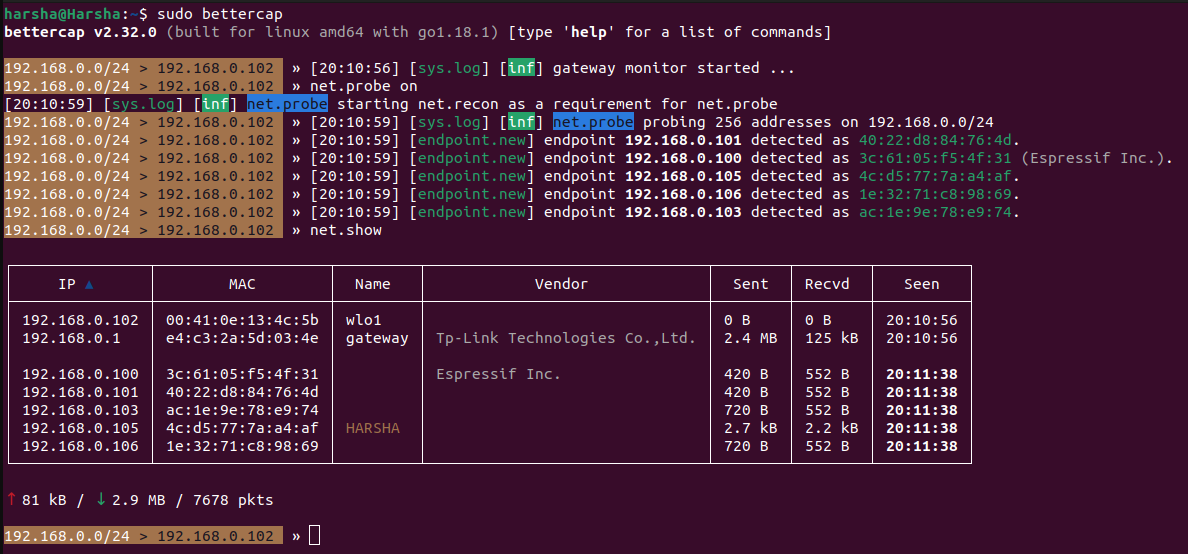 harsha@Harsha:~$ sudo bettercap
bettercap v2.32.0 (built for linux amd64 with go1.18.1) [type 'help' for a list of commands]
192.168.0.0/24 > 192.168.0.102 » [20:10:56] [sys.log] [inf] gateway monitor started ...
192.168.0.0/24 > 192.168.0.102 » net.probe on
[20:10:59] [sys.log] [inf] net.probe starting net.recon as a requirement for net.probe
192.168.0.0/24 > 192.168.0.102 » [20:10:59] [sys.log] [inf] net.probe probing 256 addresses on 192.168.0.0/24
192.168.0.0/24 > 192.168.0.102 » [20:10:59] [endpoint.new] endpoint 192.168.0.101 detected as 40:22:d8:84:76:4d.
192.168.0.0/24 > 192.168.0.102 » [20:10:59] [endpoint.new] endpoint 192.168.0.100 detected as 3c:61:05:f5:4f:31 (Espressif Inc.).
192.168.0.0/24 > 192.168.0.102 » [20:10:59] [endpoint.new] endpoint 192.168.0.105 detected as 4c:d5:77:7a:a4:af.
192.168.0.0/24 > 192.168.0.102 » [20:10:59] [endpoint.new] endpoint 192.168.0.106 detected as 1e:32:71:c8:98:69.
192.168.0.0/24 > 192.168.0.102 » [20:10:59] [endpoint.new] endpoint 192.168.0.103 detected as ac:1e:9e:78:e9:74.
192.168.0.0/24 > 192.168.0.102 » net.show
IP ▲ MAC Name Vendor Sent Recvd Seen
192.168.0.102 00:41:0e:13:4c:5b wlo1 0 B 0 B 20:10:56
192.168.0.1 e4:c3:2a:5d:03:4e gateway Tp-Link Technologies Co.,Ltd. 2.4 MB 125 kB 20:10:56
192.168.0.100 3c:61:05:f5:4f:31 Espressif Inc. 420 B 552 B 20:11:38
192.168.0.101 40:22:d8:84:76:4d 420 B 552 B 20:11:38
192.168.0.103 ac:1e:9e:78:e9:74 720 B 552 B 20:11:38
192.168.0.105 4c:d5:77:7a:a4:af HARSHA 2.7 kB 2.2 kB 20:11:38
192.168.0.106 1e:32:71:c8:98:69 720 B 552 B 20:11:38
↑ 81 kB / ↓ 2.9 MB / 7678 pkts
192.168.0.0/24 > 192.168.0.102 »